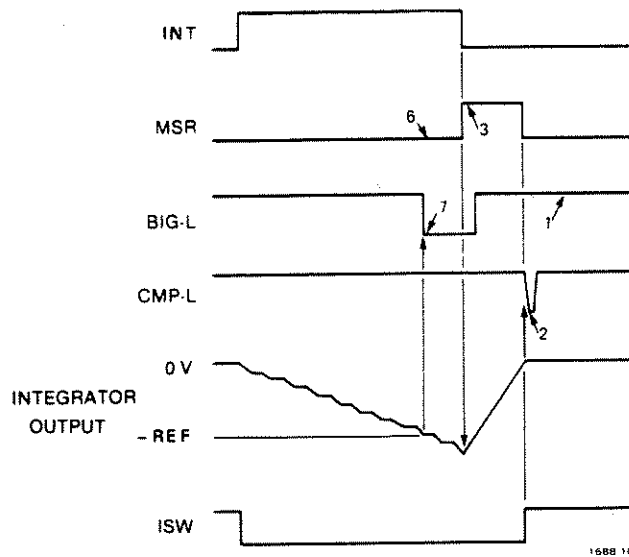 INT
MSR
6
3
BIG-L
7
1
CMP-L
2
0 V
INTEGRATOR
OUTPUT
– REF
ISW